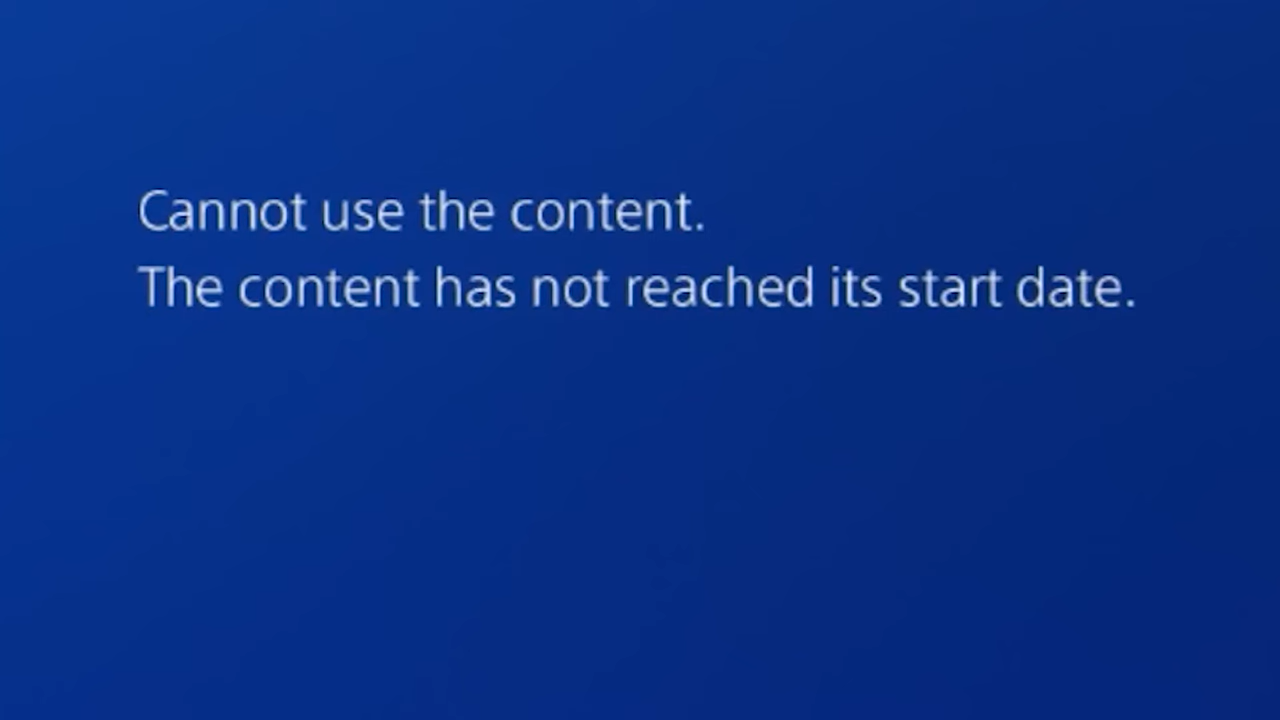 Cannot use the content.
The content has not reached its start date.